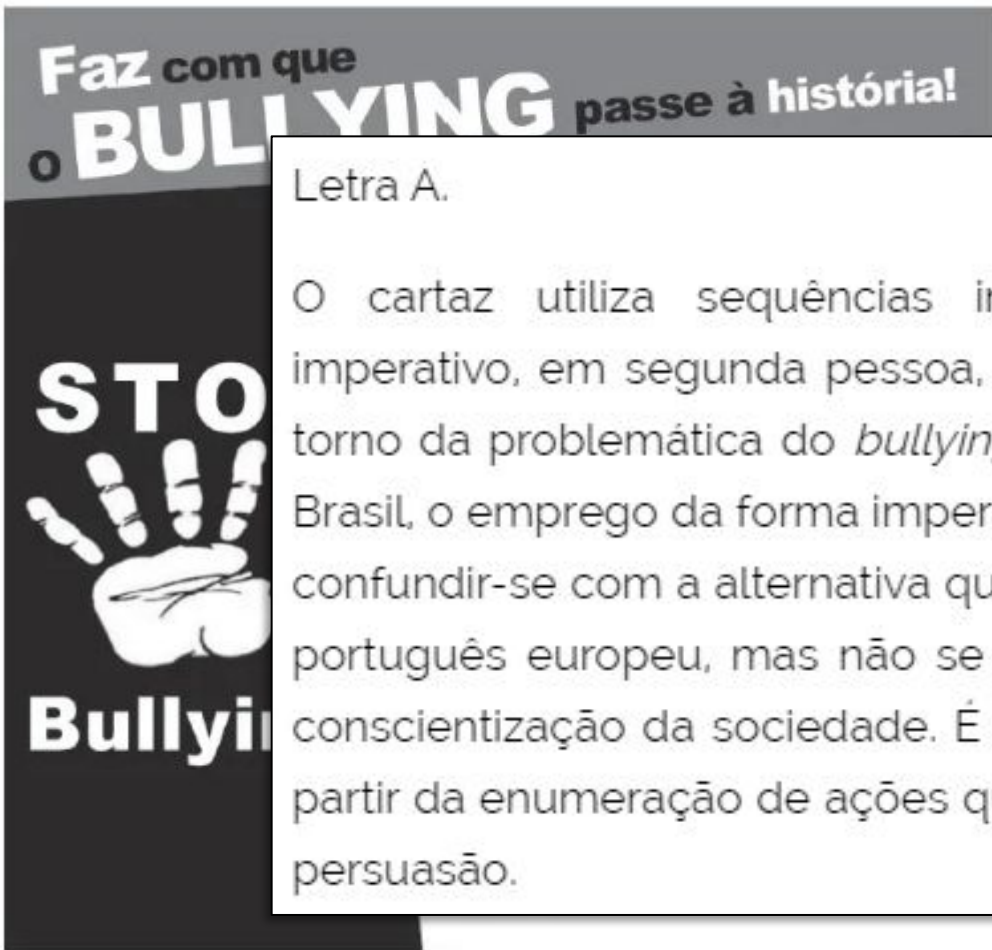 Faz com que
o BULLYING passe à história!
Letra A.
O cartaz utiliza sequências
imperativo, em segunda pessoa,
torno da problemática do
Brasil, o emprego da forma
confundir-se com a alternativa
português europeu, mas não se
conscientização da sociedade. É
partir da enumeração de ações
persuasão.